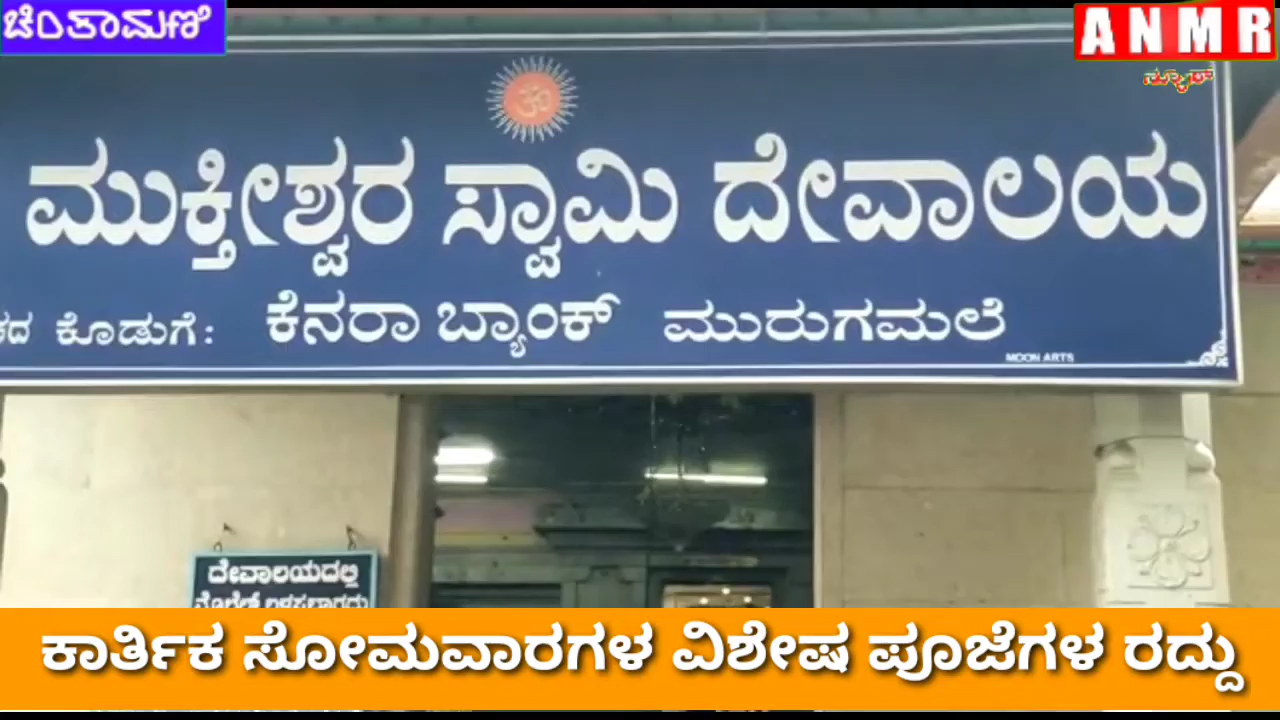 ಚಿಂತಾಮಣಿ
ANMR
ನ್ಯೂಸ್
ಮುಕ್ತೀಶ್ವರ ಸ್ವಾಮಿ ದೇವಾಲಯ
ಕೊಡುಗೆ: ಕೆನರಾ ಬ್ಯಾಂಕ್ ಮುರುಗಮಲೆ
MOON ARTS
ದೇವಾಲಯದಲ್ಲಿ
ಕಾರ್ತಿಕ ಸೋಮವಾರಗಳ ವಿಶೇಷ ಪೂಜೆಗಳ ರದ್ದು